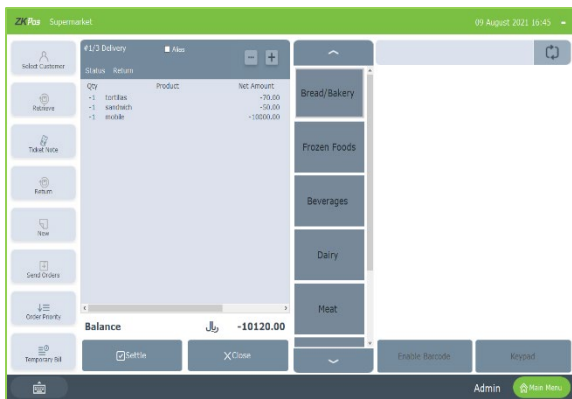 ZKPos Supermarket
09 August 2021 16:45
Select Customer
Retrieve
Ticket Note
Return
New
Send Orders
Order Priority
Temporary Bill
#1/3 Delivery Alias
Status Return
Qty Product Net Amount
-1 tortillas -70.00
-1 sandwich -50.00
-1 mobile -10000.00
Balance ﷼ -10120.00
Settle
Close
Bread/Bakery
Frozen Foods
Beverages
Dairy
Meat
Enable Barcode
Keypad
Admin
Main Menu